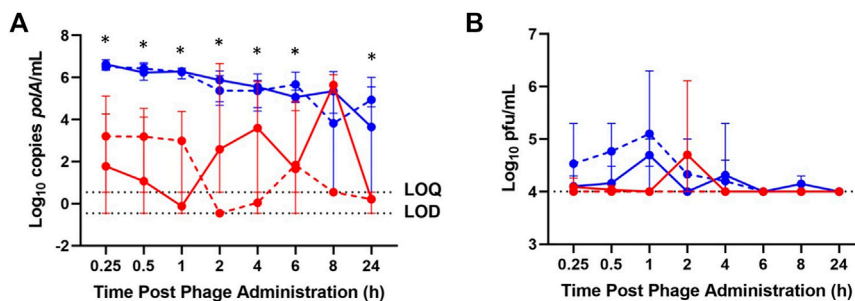 A
* * * * * * *
8
6
4
2
0
-2
Log10 copies polA/mL
LOQ
LOD
0.25 0.5 1 2 4 6 8 24
Time Post Phage Administration (h)
B
7
6
5
4
3
Log10 pfu/mL
0.25 0.5 1 2 4 6 8 24
Time Post Phage Administration (h)